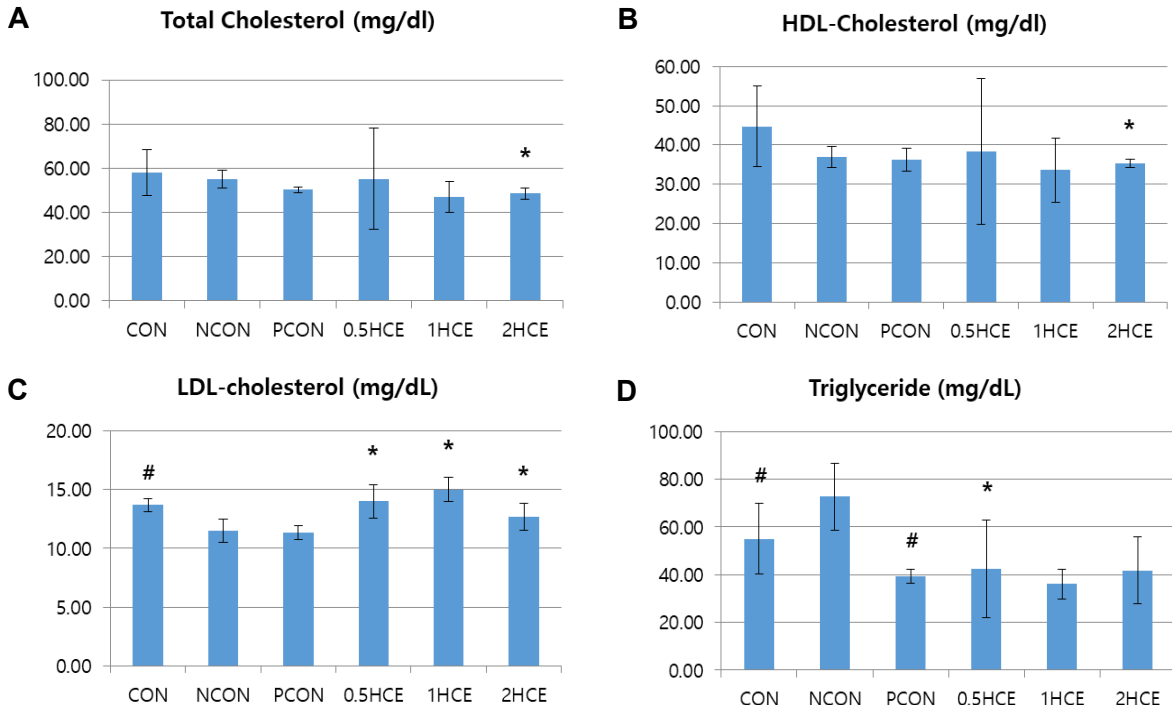 A
Total Cholesterol (mg/dl)
100.00
80.00
60.00
40.00
20.00
0.00
*
CON NCON PCON 0.5HCE 1HCE 2HCE
B
HDL-Cholesterol (mg/dl)
60.00
50.00
40.00
30.00
20.00
10.00
0.00
*
CON NCON PCON 0.5HCE 1HCE 2HCE
C
LDL-cholesterol (mg/dL)
20.00
15.00
10.00
5.00
0.00
# * * *
CON NCON PCON 0.5HCE 1HCE 2HCE
D
Triglyceride (mg/dL)
100.00
80.00
60.00
40.00
20.00
0.00
# # *
CON NCON PCON 0.5HCE 1HCE 2HCE